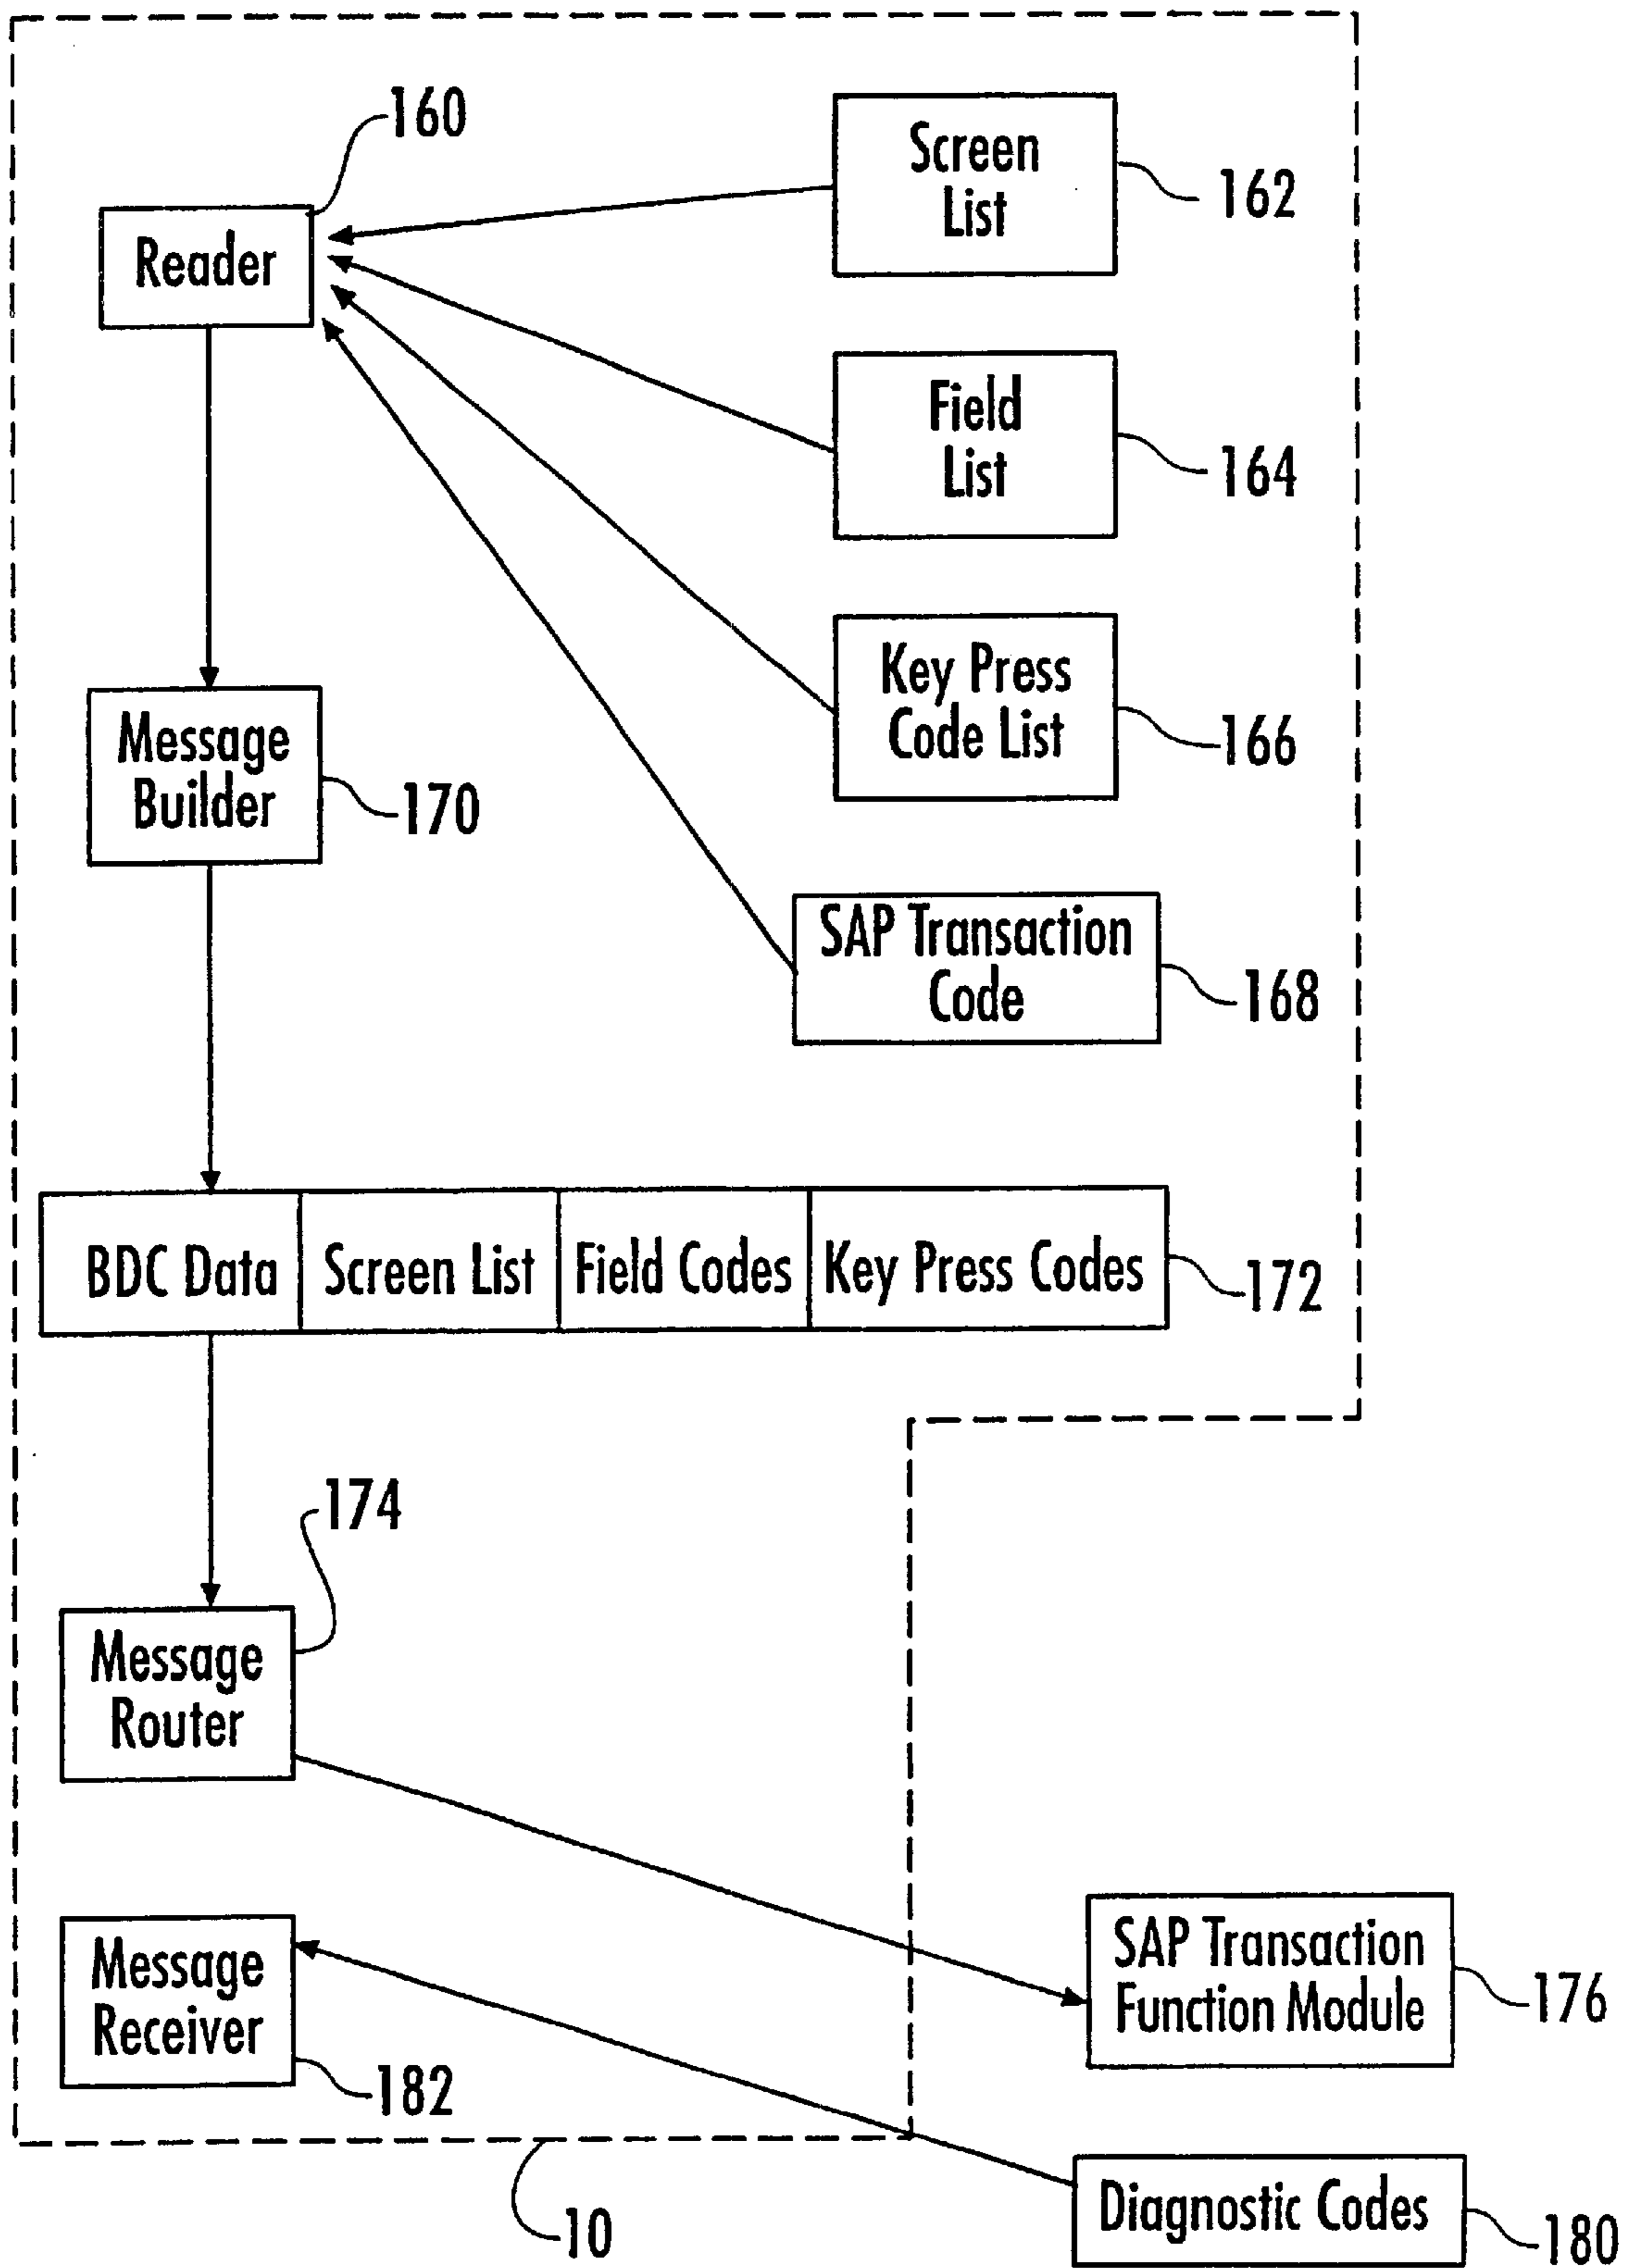 160
Screen
List
162
Reader
Field
List
164
Key Press
Code List
166
Message
Builder
170
SAP Transaction
Code
168
BDC Data
Screen List
Field Codes
Key Press Codes
172
174
Message
Router
SAP Transaction
Function Module
176
Message
Receiver
182
10
Diagnostic Codes
180